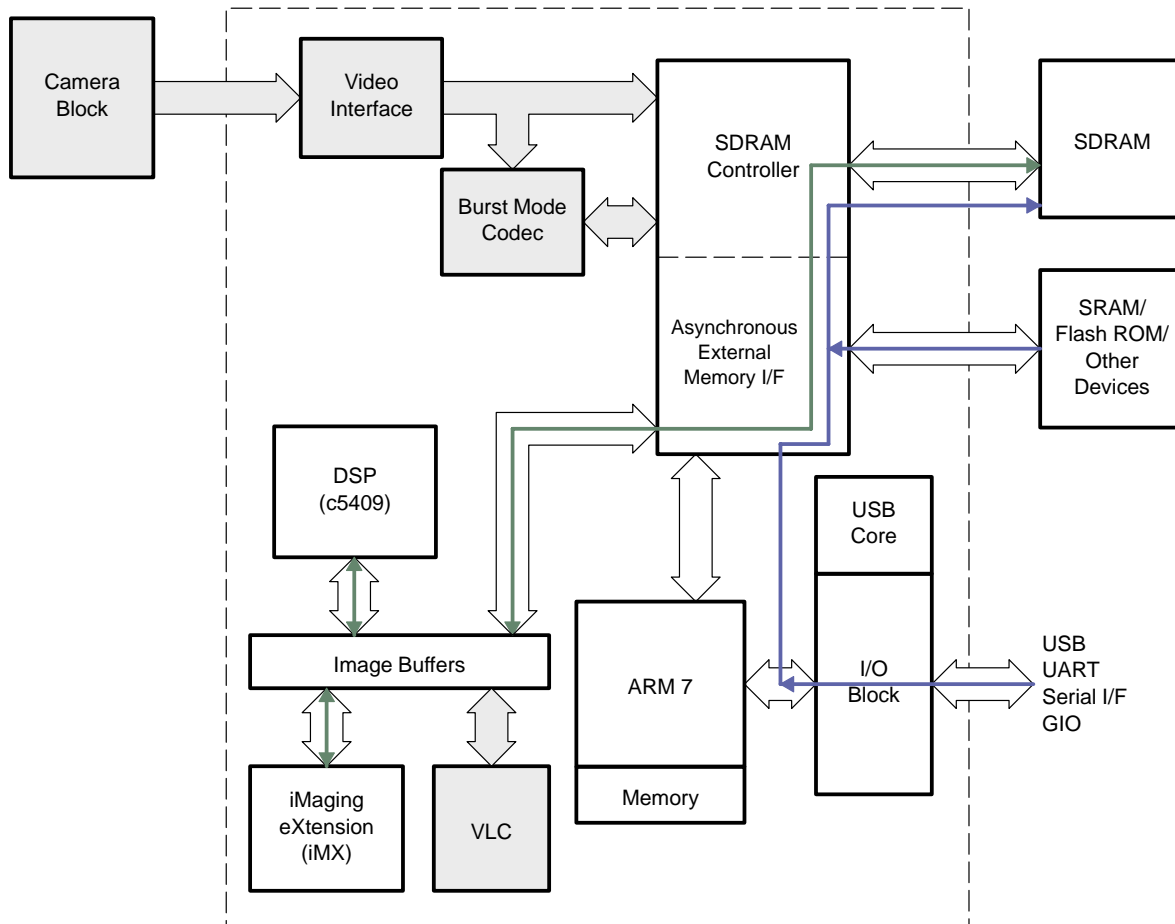 Camera
Block
Video
Interface
Burst Mode
Codec
SDRAM
Controller
SDRAM
Asynchronous
External
Memory I/F
SRAM/
Flash ROM/
Other
Devices
DSP
(c5409)
USB
Core
Image Buffers
ARM 7
I/O
Block
USB
UART
Serial I/F
GIO
iMaging
eXtension
(iMX)
VLC
Memory